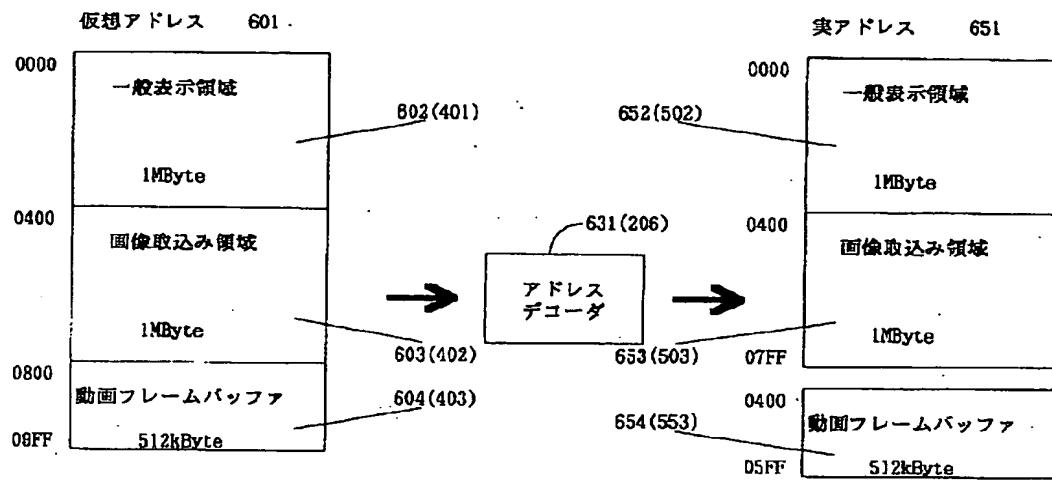 仮想アドレス 601
0000
一般表示領域
602(401)
1MByte
0400
画像取込み領域
1MByte
603(402)
0800
動画フレームバッファ
604(403)
09FF
512kByte
631(206)
アドレス
デコーダ
実アドレス 651
0000
一般表示領域
652(502)
1MByte
0400
画像取込み領域
1MByte
653(503)
07FF
0400
動画フレームバッファ
654(553)
05FF
512kByte